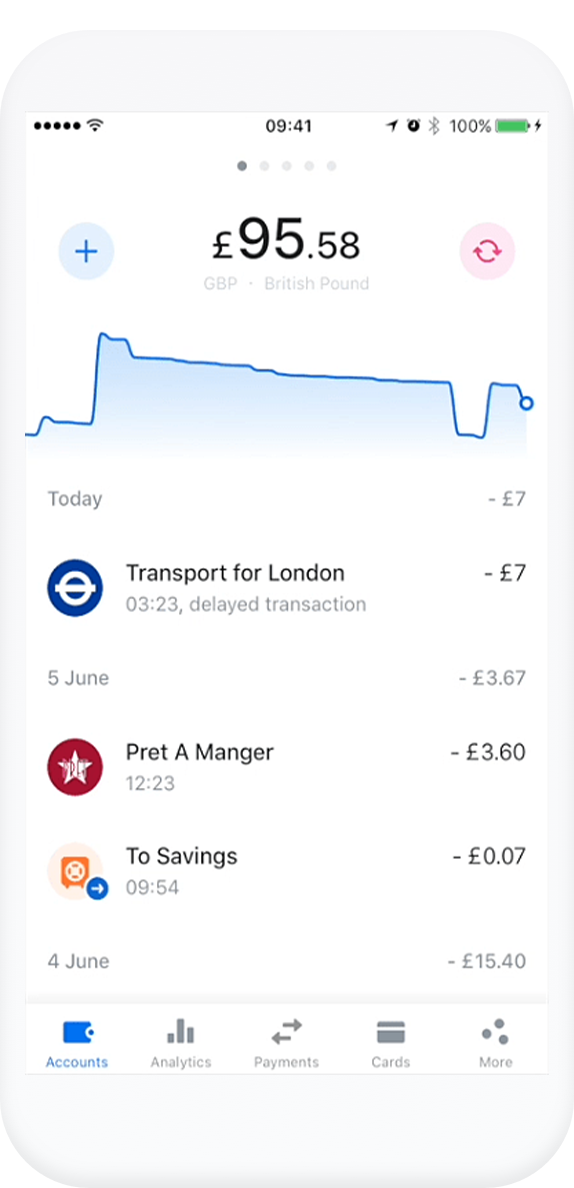 09:41 100%
£95.58
GBP · British Pound
Today - £7
Transport for London - £7
03:23, delayed transaction
5 June - £3.67
Pret A Manger - £3.60
12:23
To Savings - £0.07
09:54
4 June - £15.40
Accounts Analytics Payments Cards More